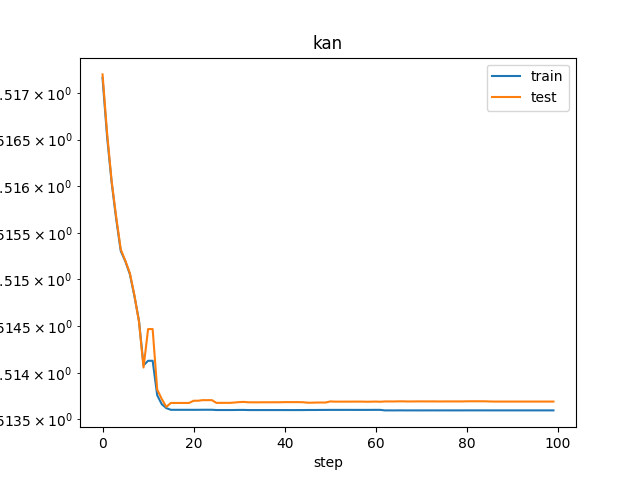 kan
train
test
.517 × 10⁰
5165 × 10⁰
.516 × 10⁰
5155 × 10⁰
.515 × 10⁰
5145 × 10⁰
.514 × 10⁰
5135 × 10⁰
0 20 40 60 80 100
step